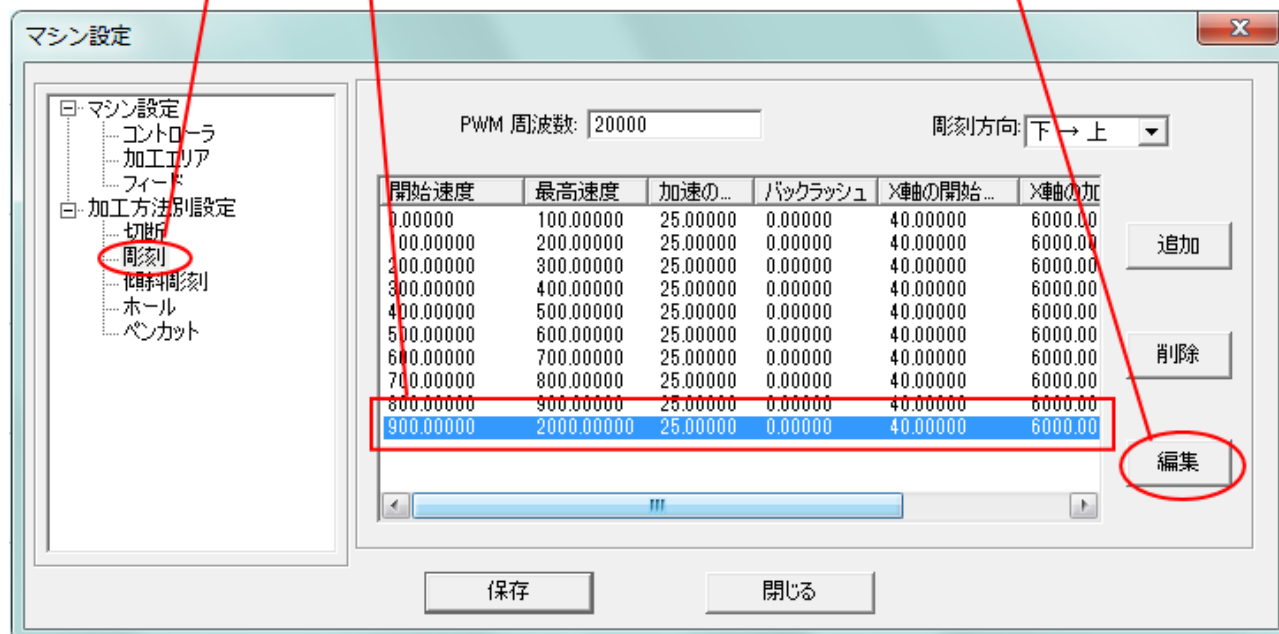 マシン設定
マシン設定
コントローラ
加工エリア
フィード
加工方法別設定
切断
彫刻
傾斜彫刻
ホール
ペンカット
PWM 周波数: 20000
彫刻方向: 下 → 上
開始速度 最高速度 加速の... バックラッシュ X軸の開始... X軸の加
0.00000 100.00000 25.00000 0.00000 40.00000 6000.00
100.00000 200.00000 25.00000 0.00000 40.00000 6000.00
200.00000 300.00000 25.00000 0.00000 40.00000 6000.00
300.00000 400.00000 25.00000 0.00000 40.00000 6000.00
400.00000 500.00000 25.00000 0.00000 40.00000 6000.00
500.00000 600.00000 25.00000 0.00000 40.00000 6000.00
600.00000 700.00000 25.00000 0.00000 40.00000 6000.00
700.00000 800.00000 25.00000 0.00000 40.00000 6000.00
800.00000 900.00000 25.00000 0.00000 40.00000 6000.00
900.00000 2000.00000 25.00000 0.00000 40.00000 6000.00
追加
削除
編集
保存
閉じる